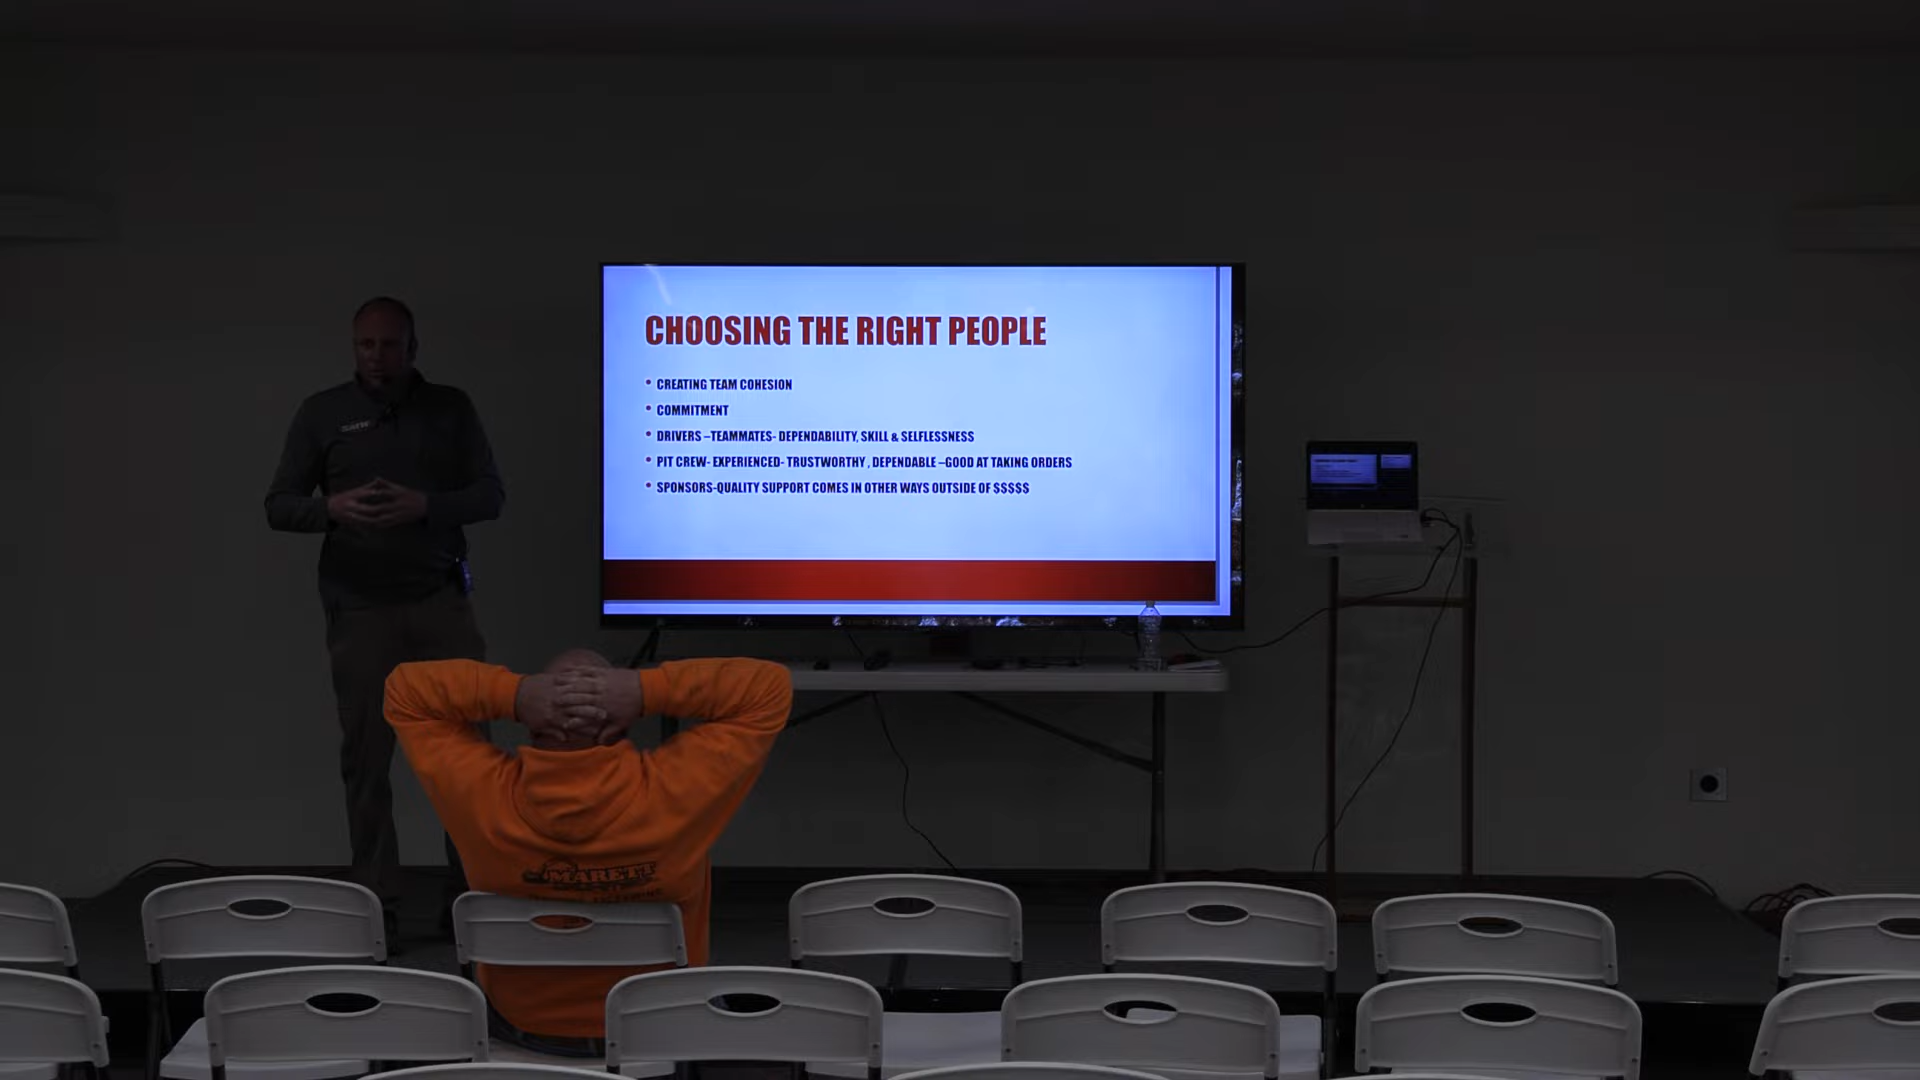 CHOOSING THE RIGHT PEOPLE
• CREATING TEAM COHESION
• COMMITMENT
• DRIVERS –TEAMMATES- DEPENDABILITY, SKILL & SELFLESSNESS
• PIT CREW- EXPERIENCED- TRUSTWORTHY , DEPENDABLE –GOOD AT TAKING ORDERS
• SPONSORS-QUALITY SUPPORT COMES IN OTHER WAYS OUTSIDE OF $$$$$
MARETT